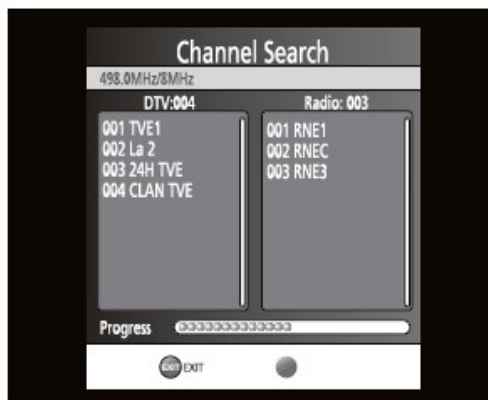 Channel Search
498.0MHz/8MHz
DTV:004
001 TVE1
002 La 2
003 24H TVE
004 CLAN TVE
Radio: 003
001 RNE1
002 RNEC
003 RNE3
Progress
EXIT EXIT